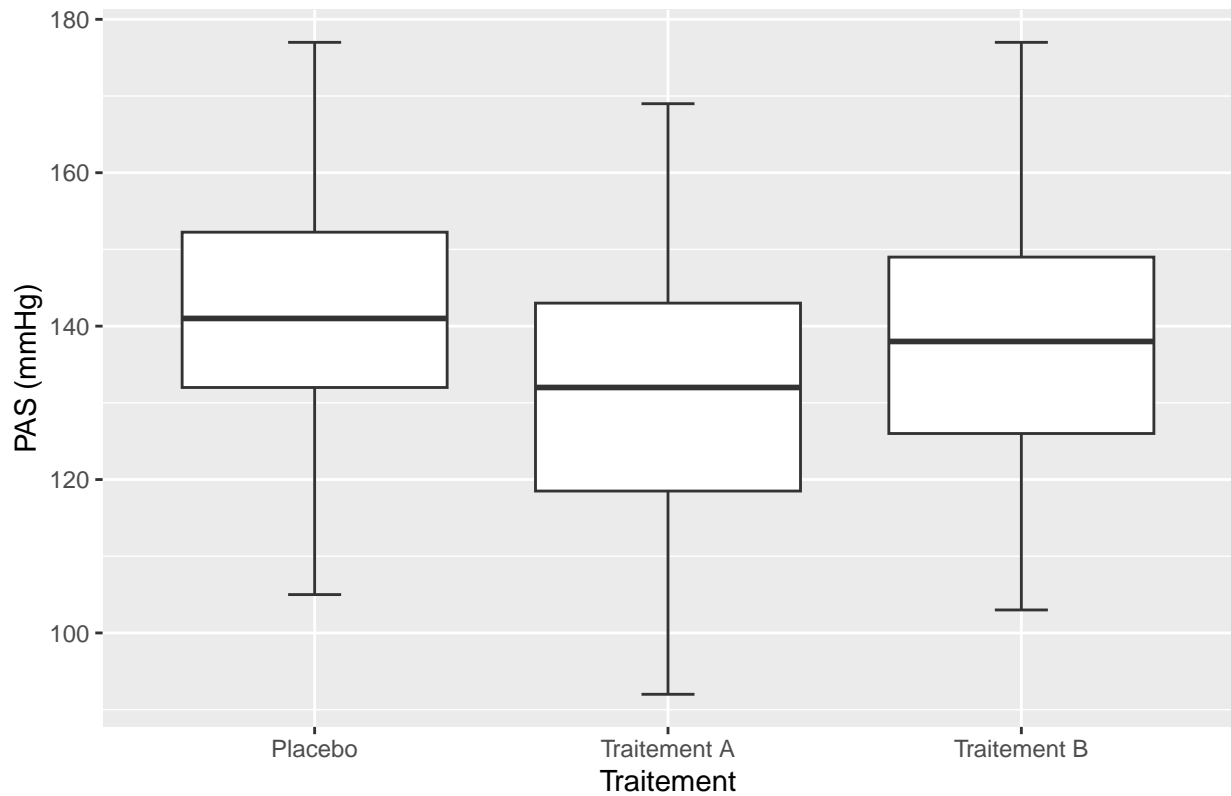 180
160
140
120
100
PAS (mmHg)
Placebo
Traitement A
Traitement B
Traitement